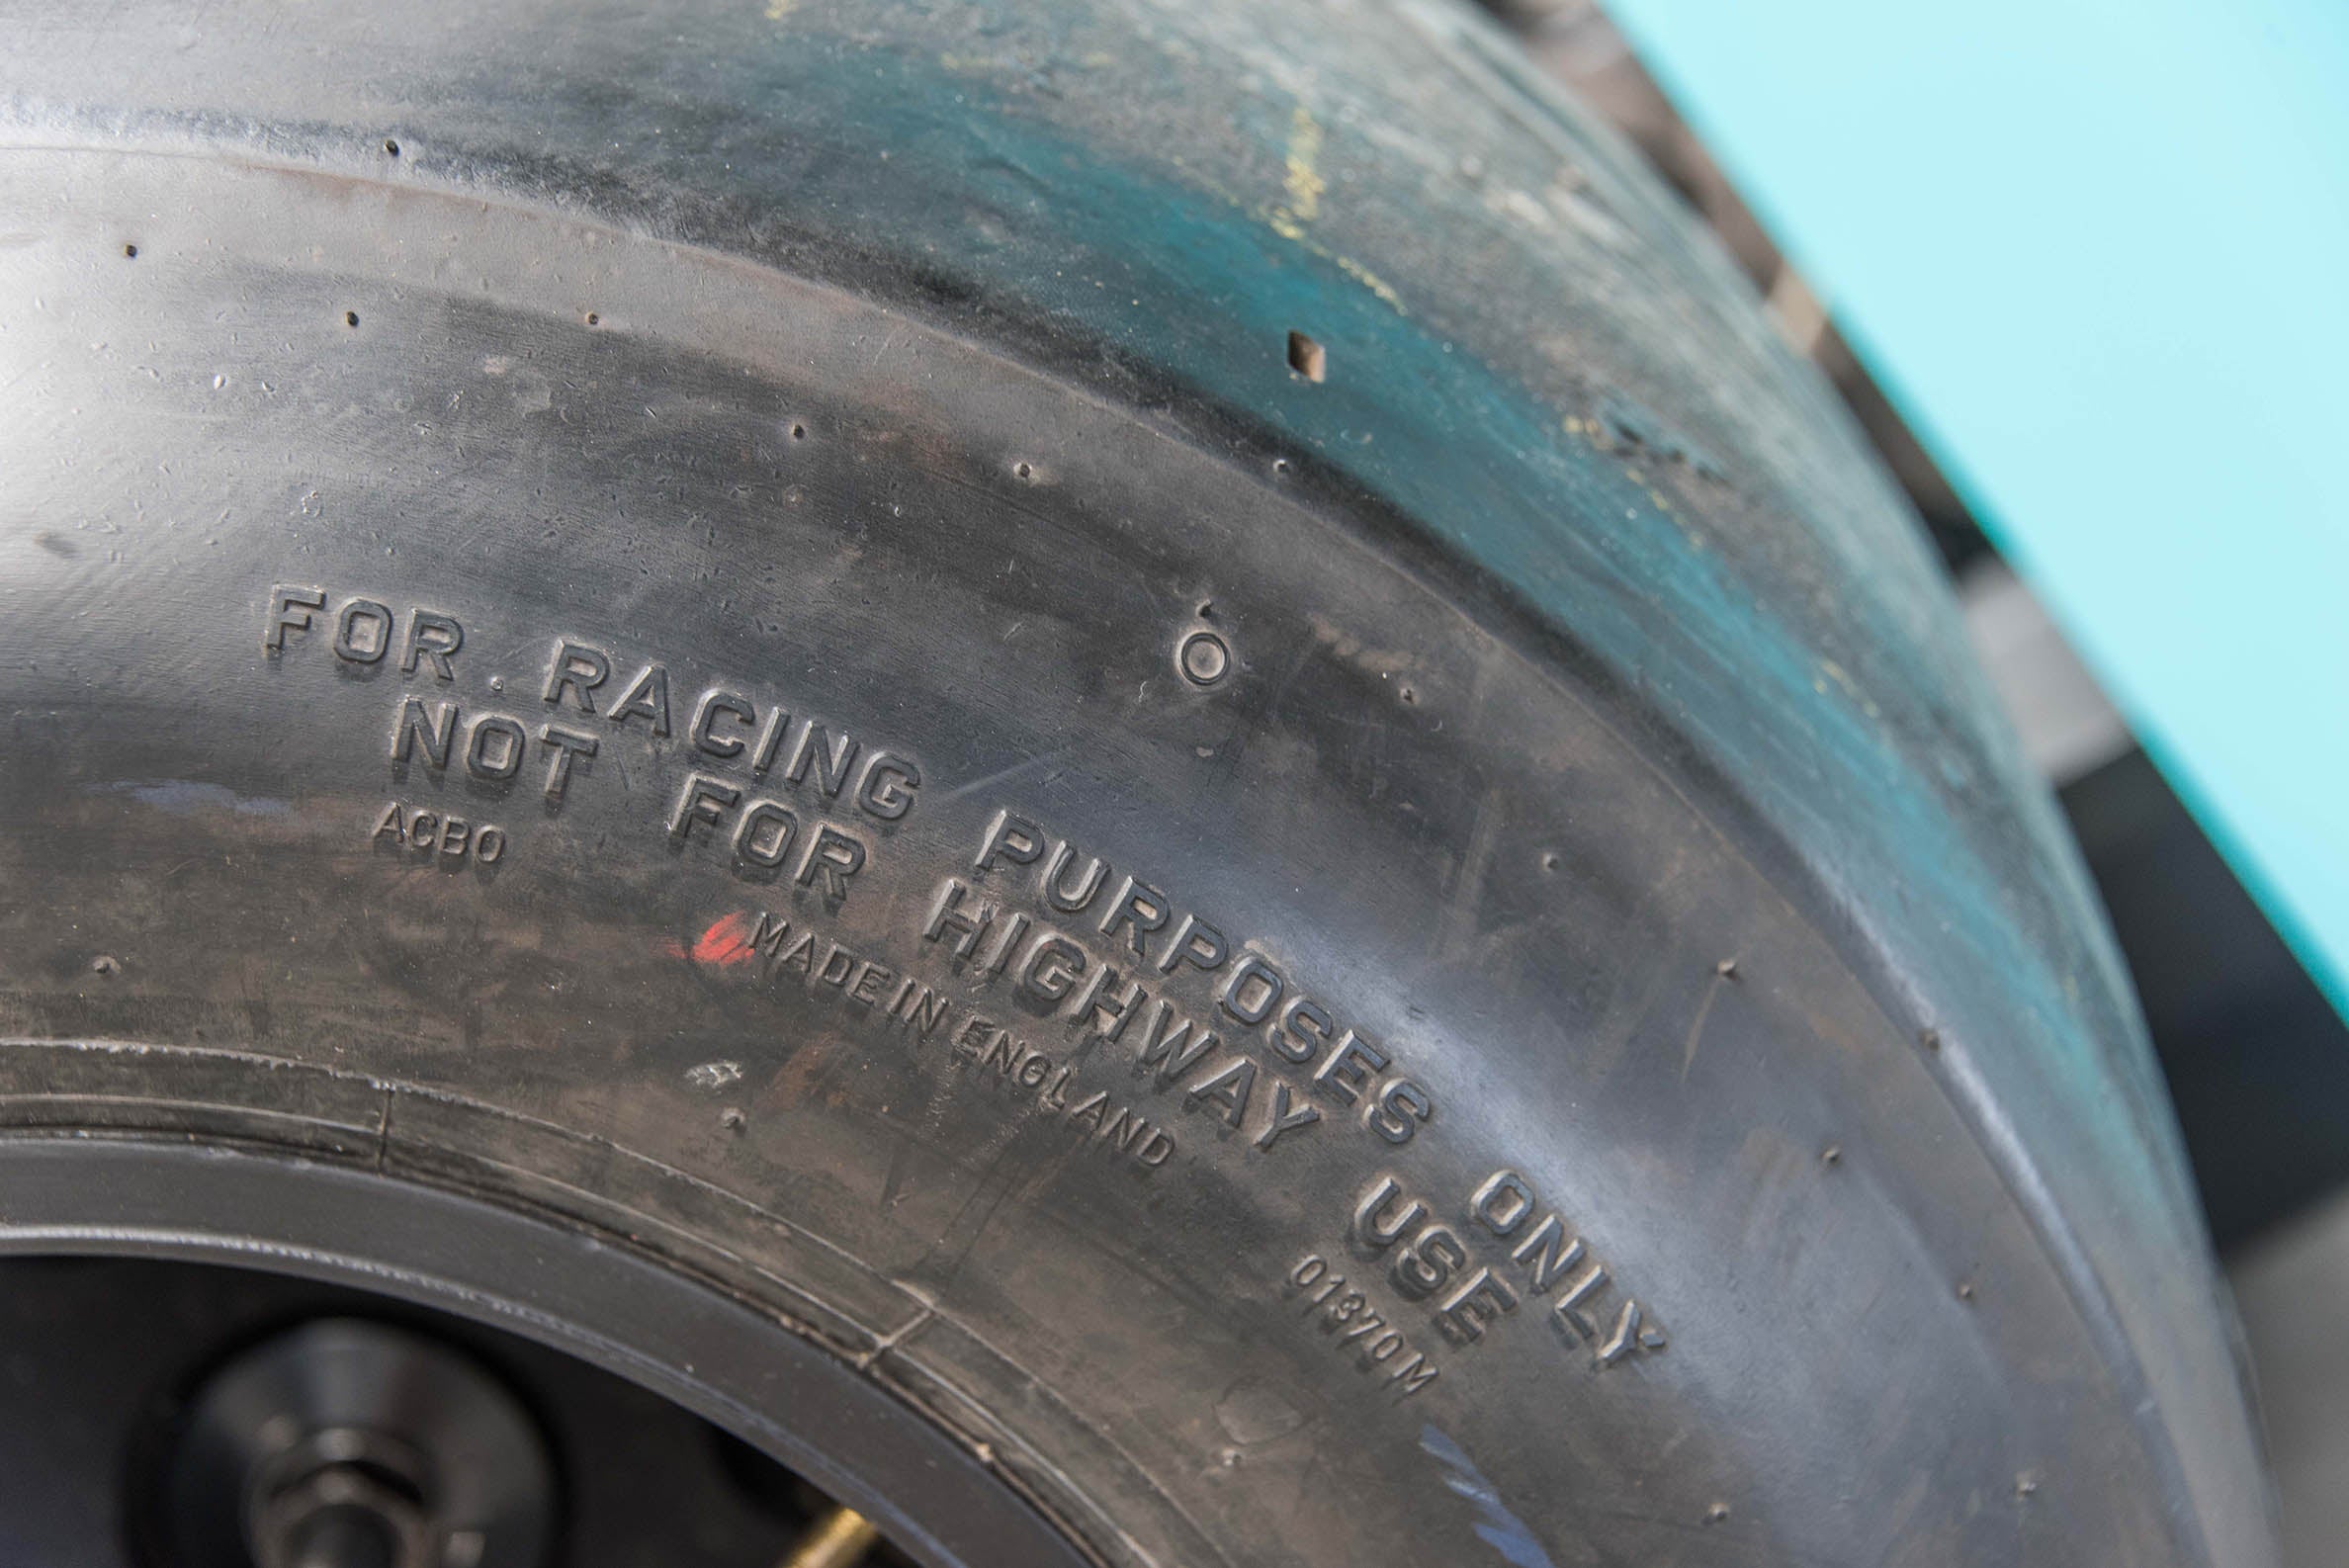 FOR RACING PURPOSES ONLY
NOT FOR HIGHWAY USE
ACBO
MADE IN ENGLAND
01370M